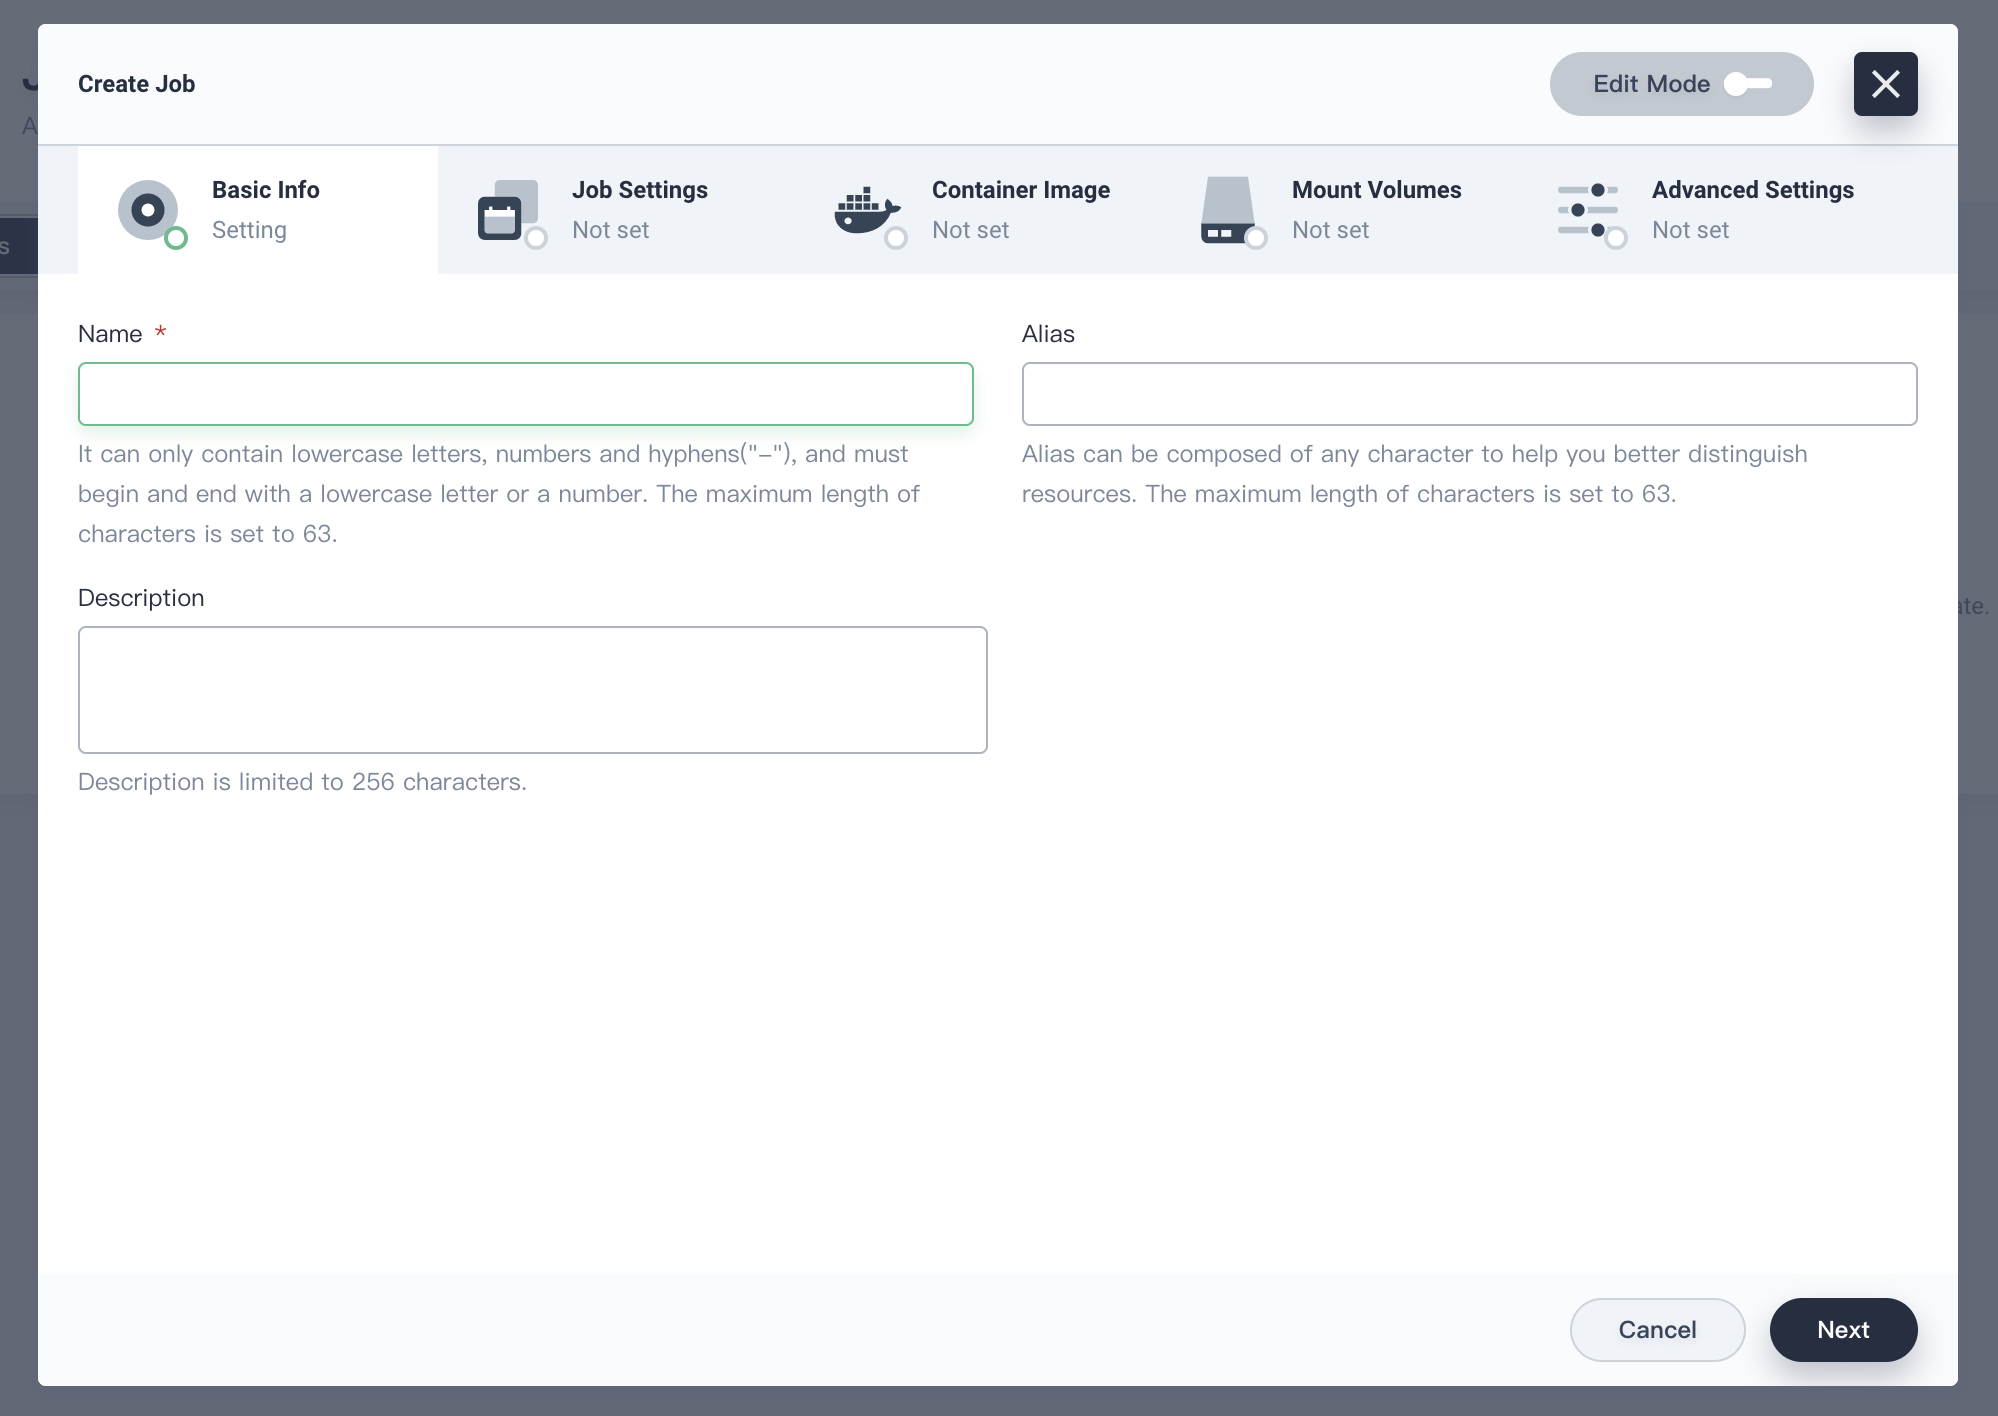 Create Job
Edit Mode
Basic Info
Setting
Job Settings
Not set
Container Image
Not set
Mount Volumes
Not set
Advanced Settings
Not set
Name *
It can only contain lowercase letters, numbers and hyphens("-"), and must
begin and end with a lowercase letter or a number. The maximum length of
characters is set to 63.
Alias
Alias can be composed of any character to help you better distinguish
resources. The maximum length of characters is set to 63.
Description
Description is limited to 256 characters.
Cancel
Next